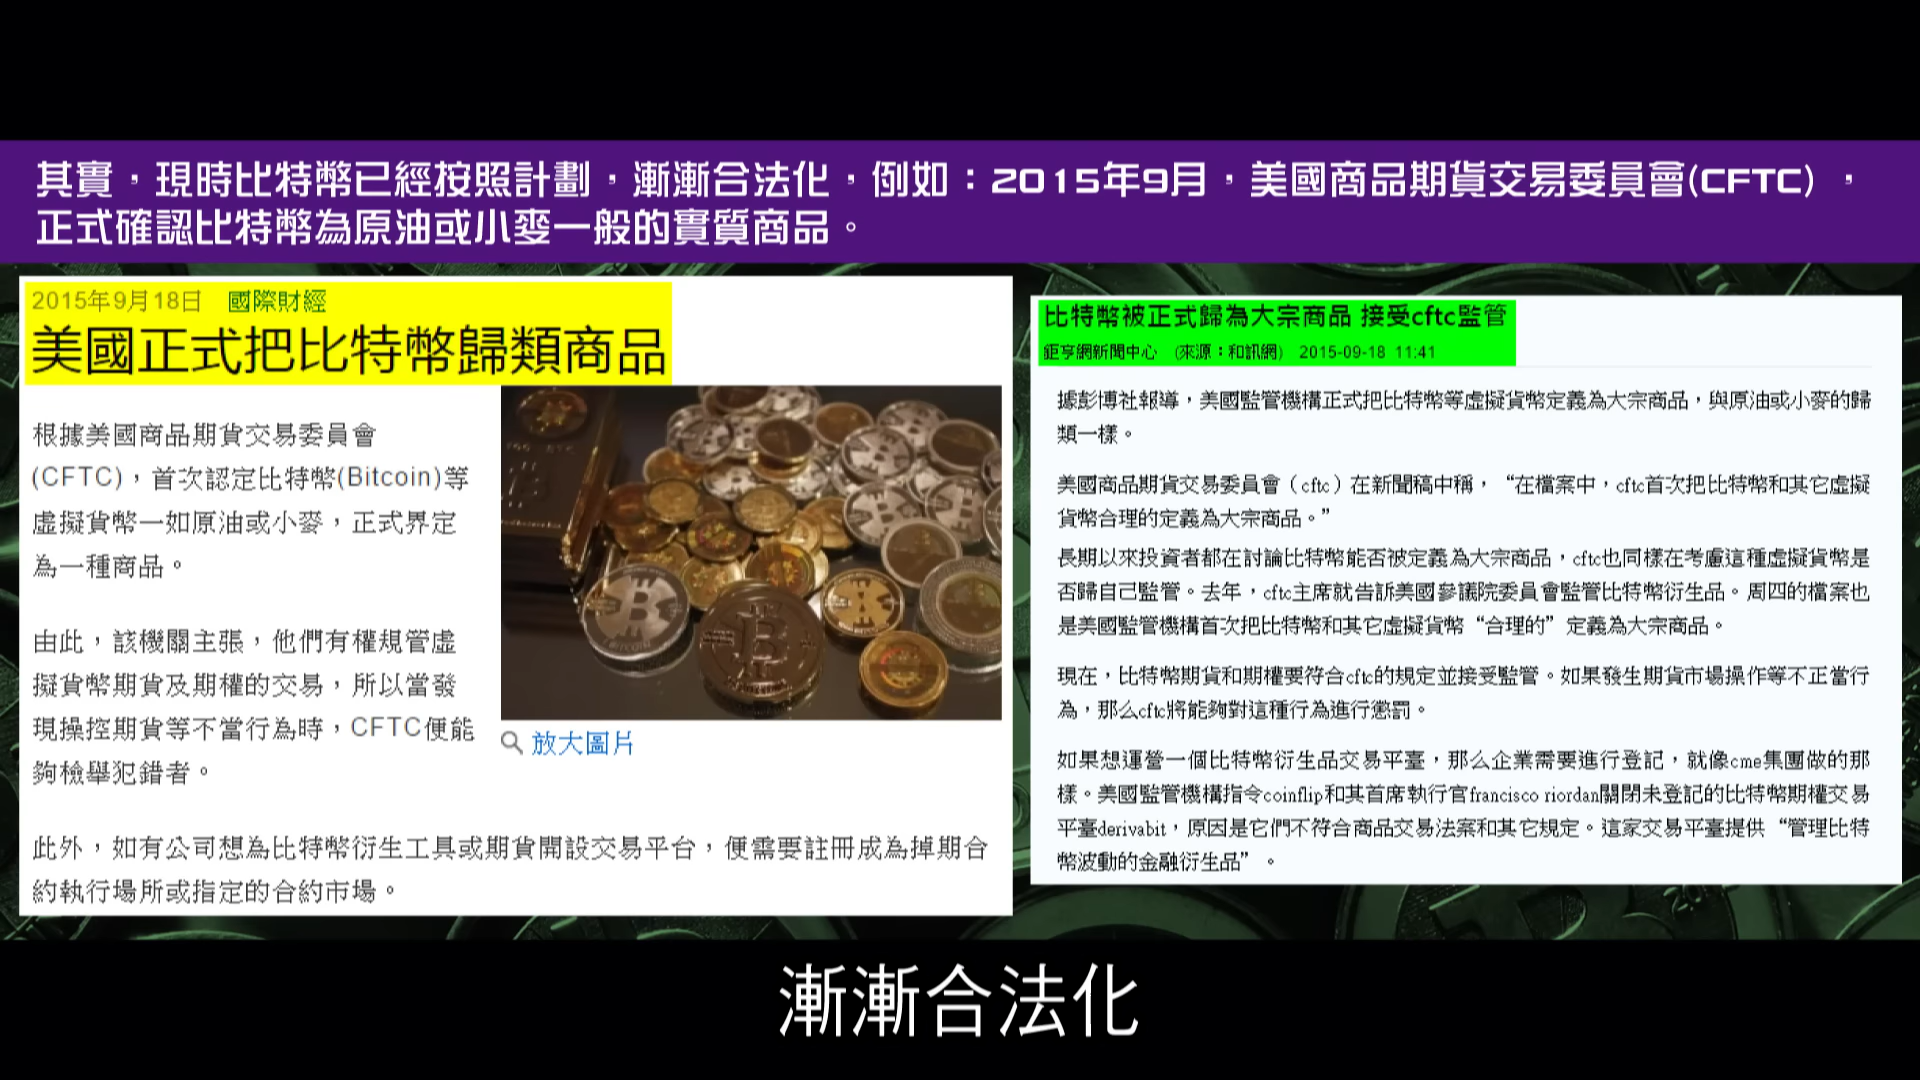 其實，現時比特幣已經按照計劃，漸漸合法化，例如：2015年9月，美國商品期貨交易委員會(CFTC)，
正式確認比特幣為原油或小麥一般的實質商品。
2015年9月18日 國際財經
美國正式把比特幣歸類商品
根據美國商品期貨交易委員會
(CFTC)，首次認定比特幣(Bitcoin)等
虛擬貨幣一如原油或小麥，正式界定
為一種商品。
由此，該機關主張，他們有權規管虛
擬貨幣期貨及期權的交易，所以當發
現操控期貨等不當行為時，CFTC便能
夠檢舉犯錯者。
放大圖片
此外，如有公司想為比特幣衍生工具或期貨開設交易平台，便需要註冊成為掉期合
約執行場所或指定的合約市場。
比特幣被正式歸為大宗商品 接受cftc監管
鉅亨網新聞中心 (來源：和訊網) 2015-09-18 11:41
據彭博社報導，美國監管機構正式把比特幣等虛擬貨幣定義為大宗商品，與原油或小麥的歸
類一樣。
美國商品期貨交易委員會（cftc）在新聞稿中稱，“在檔案中，cftc首次把比特幣和其它虛擬
貨幣合理的定義為大宗商品。”
長期以來投資者都在討論比特幣能否被定義為大宗商品，cftc也同樣在考慮這種虛擬貨幣是
否歸自己監管。去年，cftc主席就告訴美國參議院委員會監管比特幣衍生品。周四的檔案也
是美國監管機構首次把比特幣和其它虛擬貨幣“合理的”定義為大宗商品。
現在，比特幣期貨和期權要符合cftc的規定並接受監管。如果發生期貨市場操作等不正當行
為，那么cftc將能夠對這種行為進行懲罰。
如果想運營一個比特幣衍生品交易平臺，那么企業需要進行登記，就像cme集團做的那
樣。美國監管機構指令coinflip和其首席執行官francisco riordan關閉未登記的比特幣期權交易
平臺derivabit，原因是它們不符合商品交易法案和其它規定。這家交易平臺提供“管理比特
幣波動的金融衍生品”。
漸漸合法化